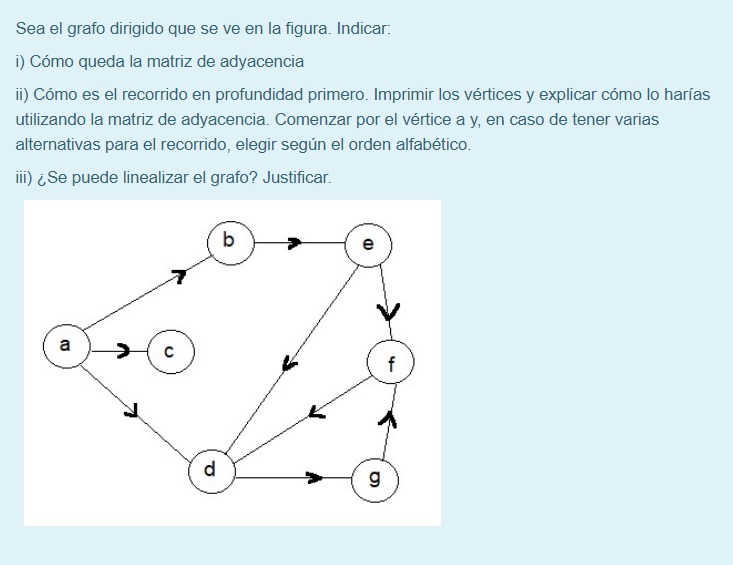 Sea el grafo dirigido que se ve en la figura. Indicar:
i) Cómo queda la matriz de adyacencia
ii) Cómo es el recorrido en profundidad primero. Imprimir los vértices y explicar cómo lo harías
utilizando la matriz de adyacencia. Comenzar por el vértice a y, en caso de tener varias
alternativas para el recorrido, elegir según el orden alfabético.
iii) ¿Se puede linealizar el grafo? Justificar.
b
e
a
c
f
d
g